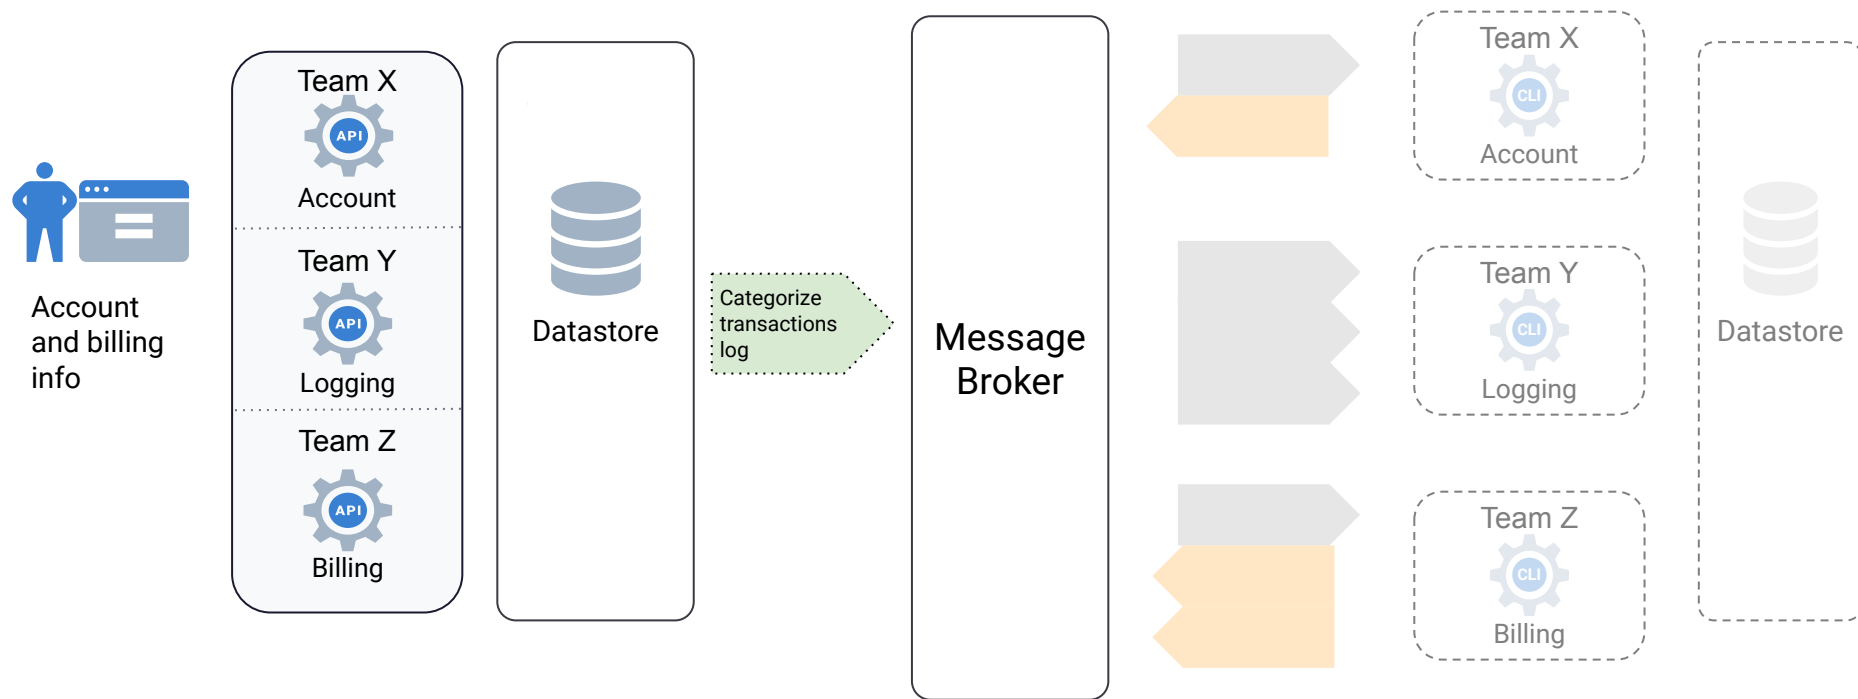 Account
and billing
info
Team X
API
Account
Team Y
API
Logging
Team Z
API
Billing
Datastore
Categorize
transactions
log
Message
Broker
Team X
CLI
Account
Team Y
CLI
Logging
Team Z
CLI
Billing
Datastore